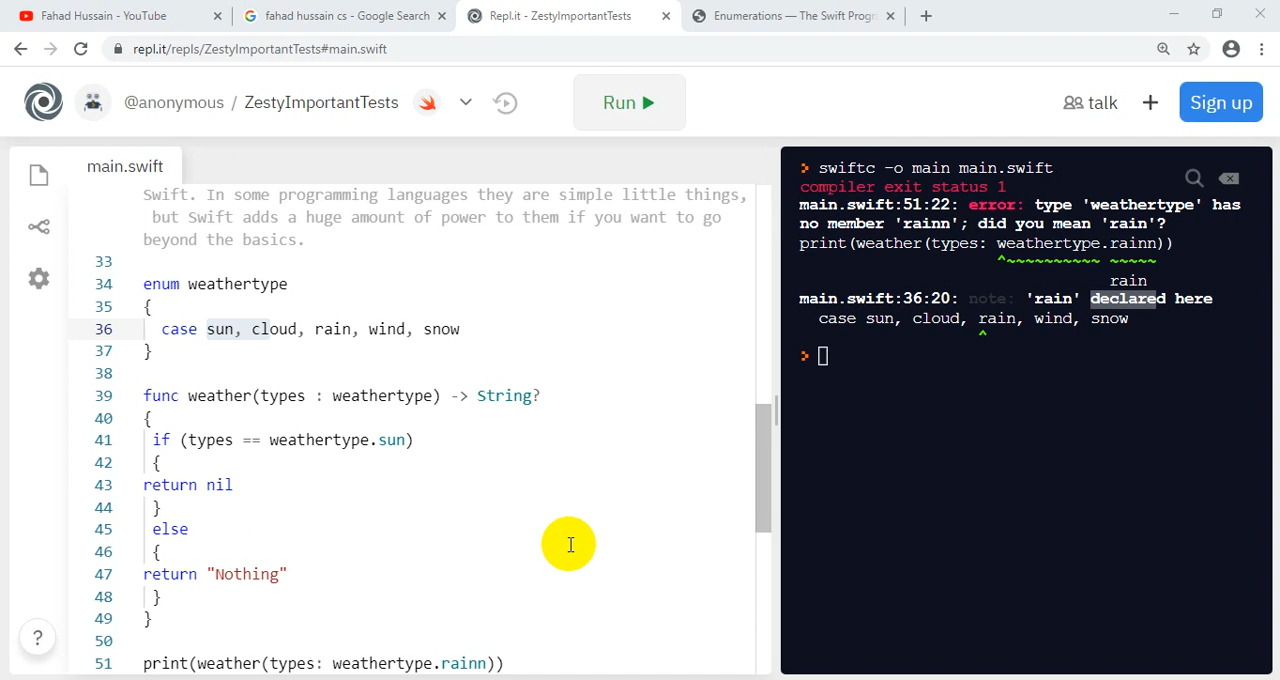 Fahad Hussain - YouTube
fahad hussain cs - Google Search
Repl.it - ZestyImportantTests
Enumerations — The Swift Progr
repl.it/repls/ZestyImportantTests#main.swift
@anonymous / ZestyImportantTests
Run
talk
Sign up
main.swift
Swift. In some programming languages they are simple little things,
but Swift adds a huge amount of power to them if you want to go
beyond the basics.
33
34 enum weathertype
35 {
36 case sun, cloud, rain, wind, snow
37 }
38
39 func weather(types : weathertype) -> String?
40 {
41 if (types == weathertype.sun)
42 {
43 return nil
44 }
45 else
46 {
47 return "Nothing"
48 }
49 }
50
51 print(weather(types: weathertype.rainn))
?
> swiftc -o main main.swift
compiler exit status 1
main.swift:51:22: error: type 'weathertype' has
no member 'rainn'; did you mean 'rain'?
print(weather(types: weathertype.rainn))
^~~~~~~~~~~ ~~~~~
rain
main.swift:36:20: note: 'rain' declared here
case sun, cloud, rain, wind, snow
^
>